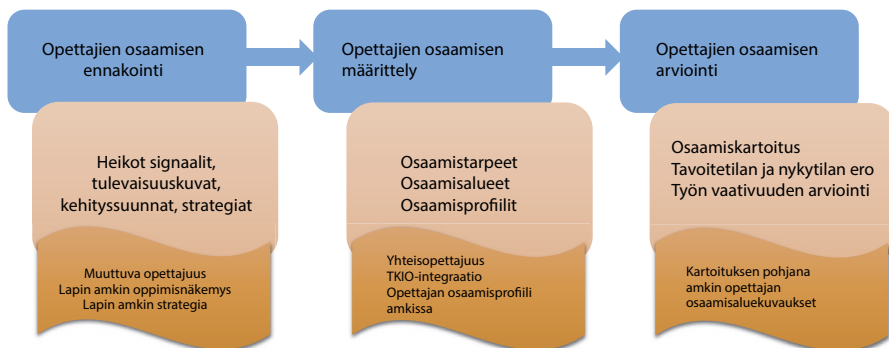 Opettajien osaamisen
ennakointi
Heikot signaalit,
tulevaisuuskuvat,
kehityssuunnat, strategiat
Muuttuva opettajuus
Lapin amkin oppimisnäkemys
Lapin amkin strategia
Opettajien osaamisen
määrittely
Osaamistarpeet
Osaamisalueet
Osaamisprofiilit
Yhteisopettajuus
TKIO-integraatio
Opettajan osaamisprofiili
amkissa
Opettajien osaamisen
arviointi
Osaamiskartoitus
Tavoitetilan ja nykytilan ero
Työn vaativuuden arviointi
Kartoituksen pohjana
amkin opettajan
osaamisaluekuvaukset